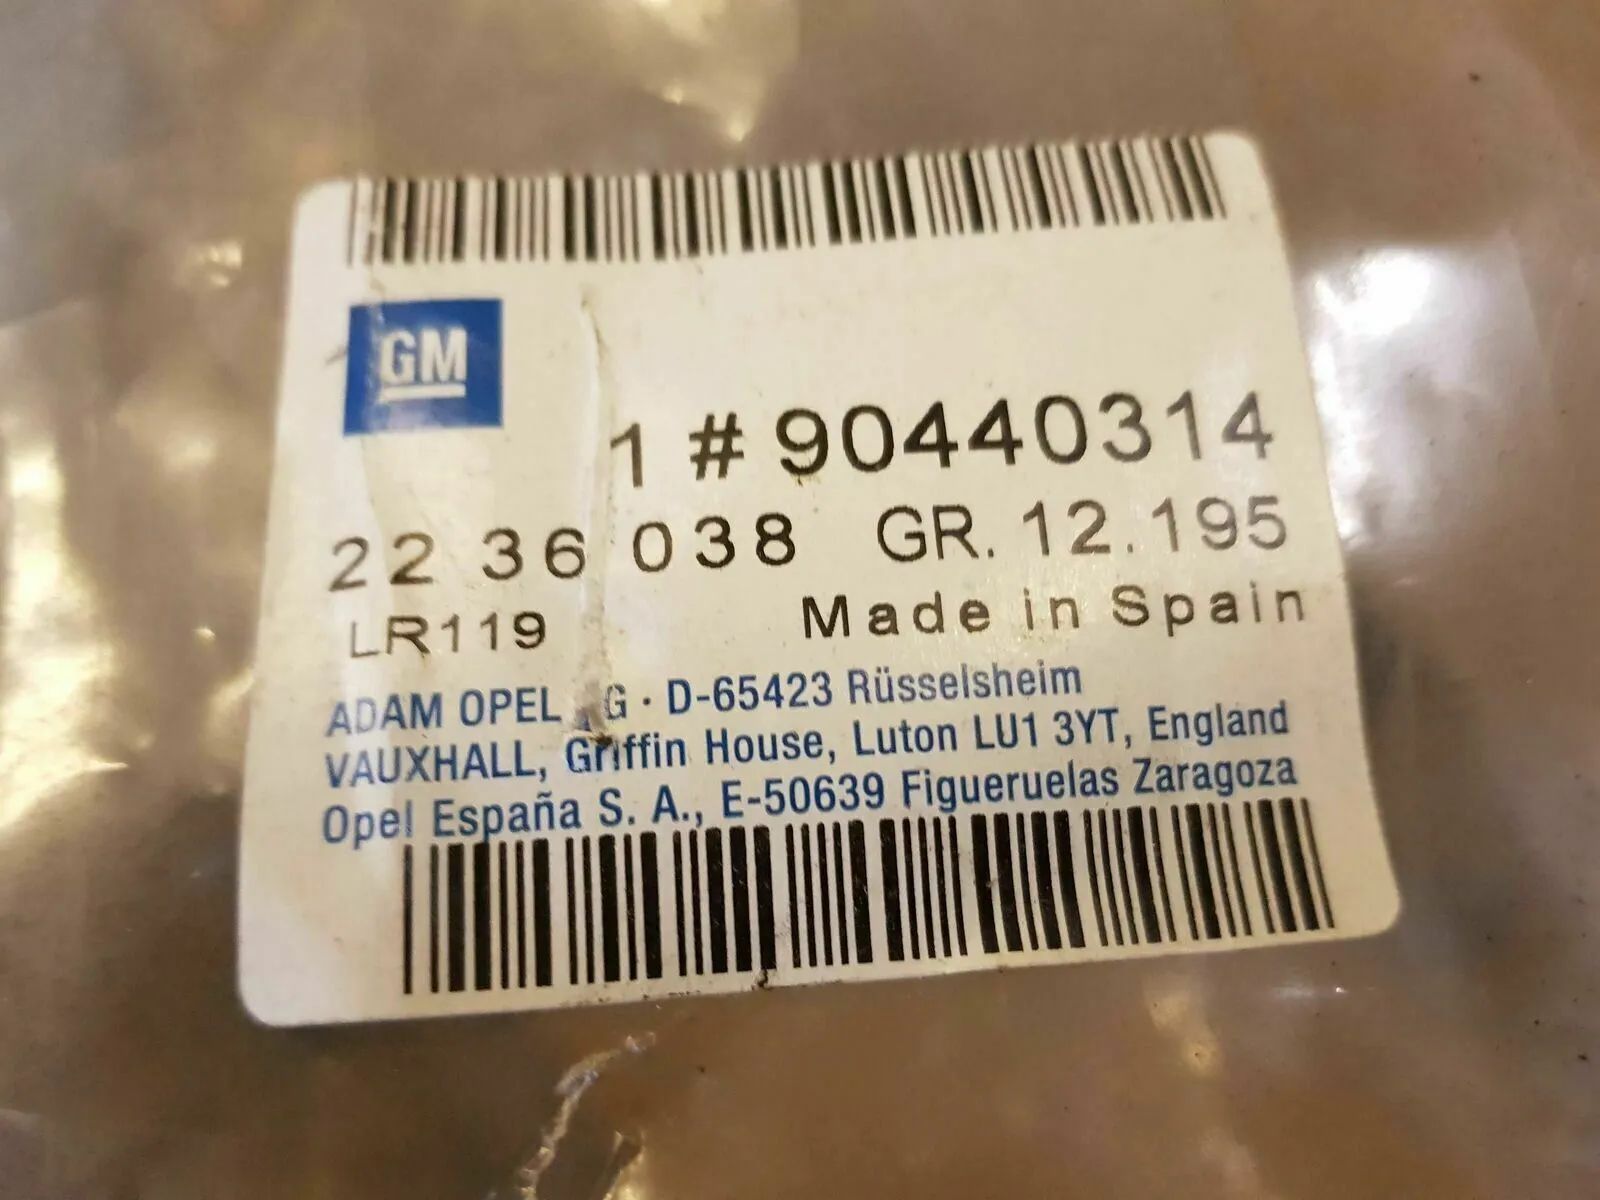 GM
1 # 90440314
22 36 038 GR. 12.195
LR119 Made in Spain
ADAM OPEL G · D-65423 Rüsselsheim
VAUXHALL, Griffin House, Luton LU1 3YT, England
Opel España S. A., E-50639 Figueruelas Zaragoza